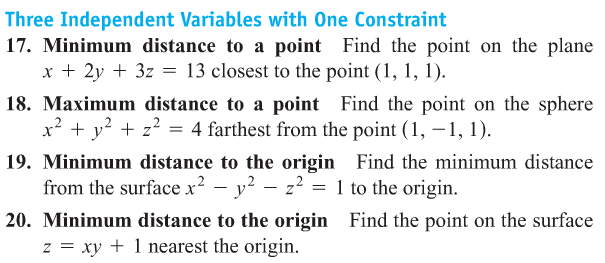 Three Independent Variables with One Constraint
17. Minimum distance to a point Find the point on the plane
x + 2y + 3z = 13 closest to the point (1, 1, 1).
18. Maximum distance to a point Find the point on the sphere
x² + y² + z² = 4 farthest from the point (1, −1, 1).
19. Minimum distance to the origin Find the minimum distance
from the surface x² − y² − z² = 1 to the origin.
20. Minimum distance to the origin Find the point on the surface
z = xy + 1 nearest the origin.